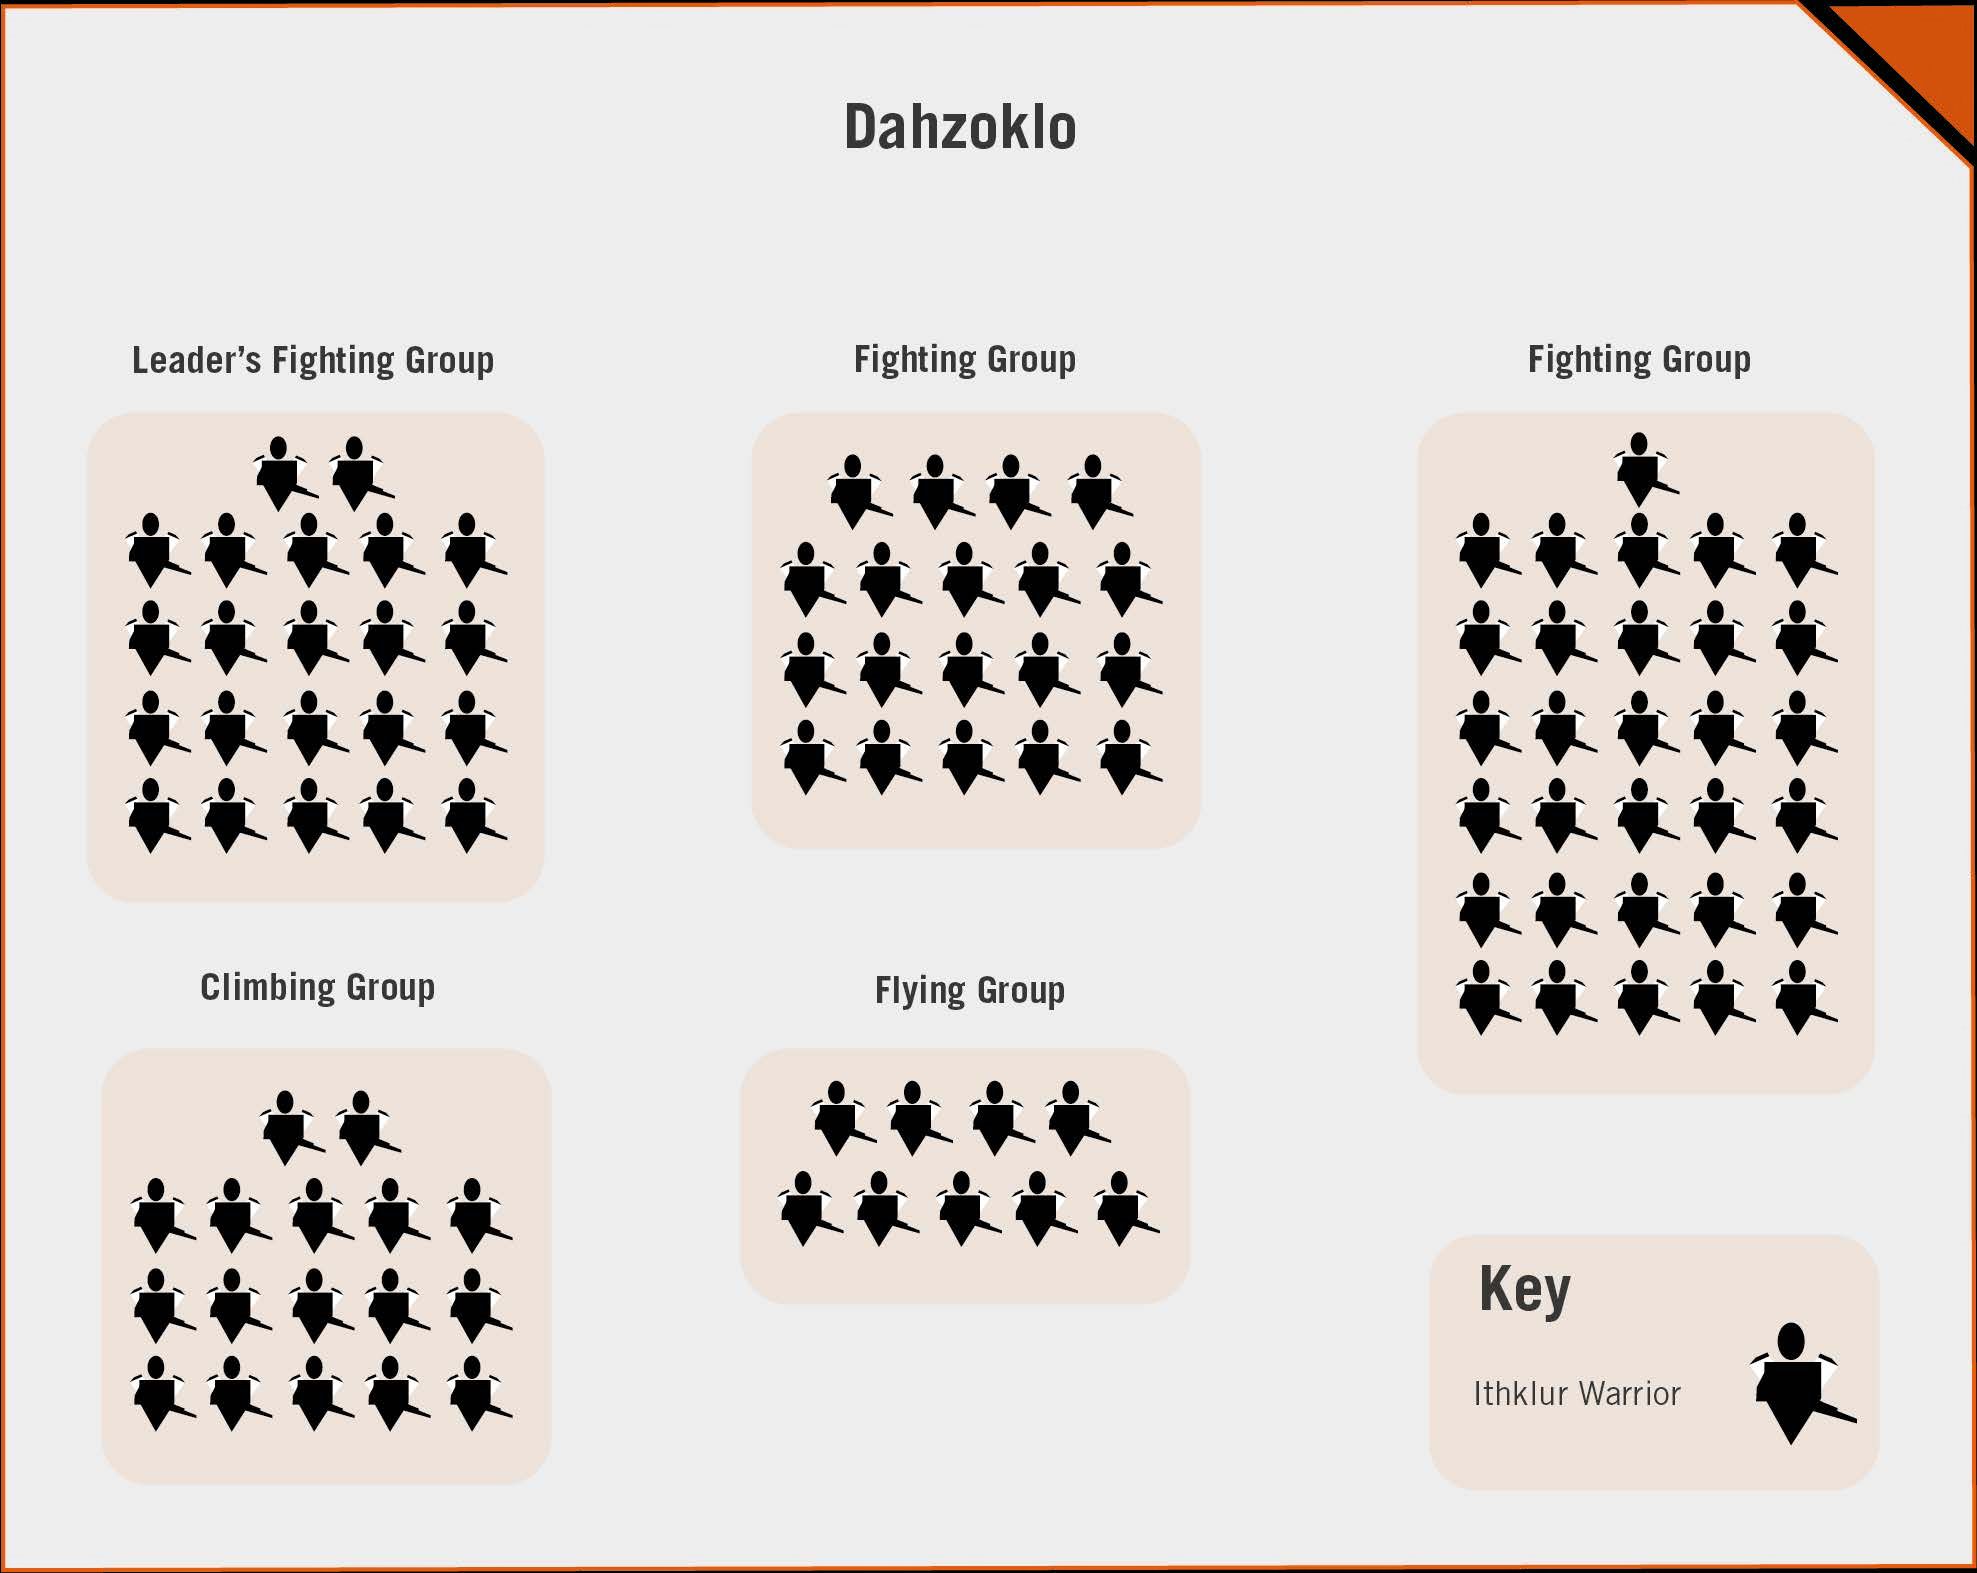 Dahzoklo
Leader’s Fighting Group
Fighting Group
Fighting Group
Climbing Group
Flying Group
Key
Ithklur Warrior